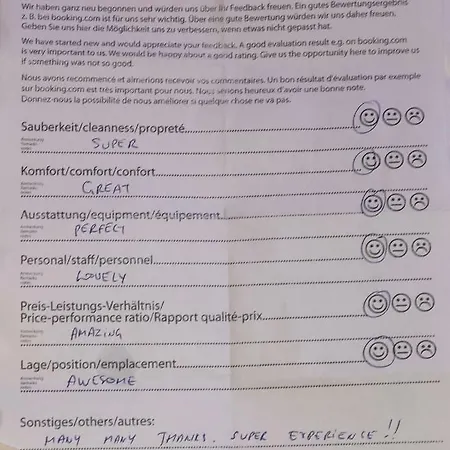 Wir haben ganz neu begonnen und würden uns über Ihr Feedback freuen. Ein gutes Bewertungsergebnis
z. B. bei booking.com ist für uns sehr wichtig. Über eine gute Bewertung würden wir uns daher freuen.
Geben Sie uns hier die Möglichkeit uns zu verbessern, wenn etwas nicht gepasst hat.
We have started new and would appreciate your feedback. A good evaluation result e.g. on booking.com
is very important to us. We would be happy about a good rating. Give us the opportunity here to improve us
if something was not so good.
Nous avons recommencé et aimerions recevoir vos commentaires. Un bon résultat d'évaluation par exemple
sur booking.com est très important pour nous. Nous serions heureux d'avoir une bonne note.
Donnez-nous la possibilité de nous améliorer si quelque chose ne va pas.
Sauberkeit/cleanness/propreté
SUPER
Komfort/comfort/confort
GREAT
Ausstattung/equipment/équipement
PERFECT
Personal/staff/personnel
LOVELY
Preis-Leistungs-Verhältnis/
Price-performance ratio/Rapport qualité-prix
AMAZING
Lage/position/emplacement
AWESOME
Sonstiges/others/autres:
MANY MANY THANKS. SUPER EXPERIENCE!!